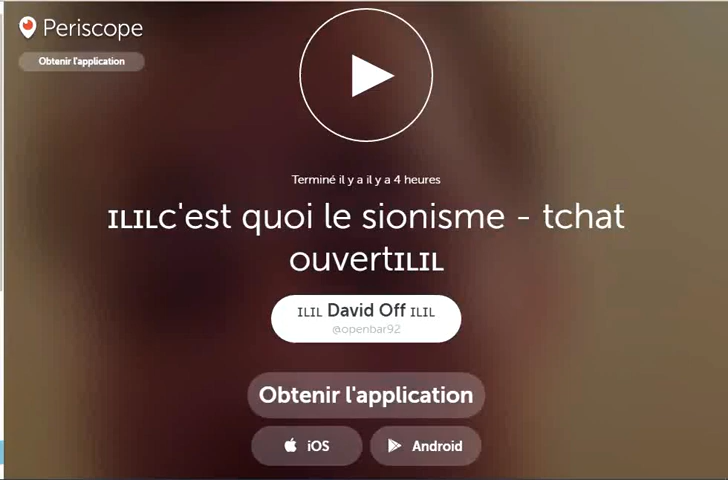 Periscope
Obtenir l'application
Terminé il y a il y a 4 heures
ɪʟɪʟc'est quoi le sionisme - tchat
ouvertɪʟɪʟ
ɪʟɪʟ David Off ɪʟɪʟ
@openbar92
Obtenir l'application
iOS
Android